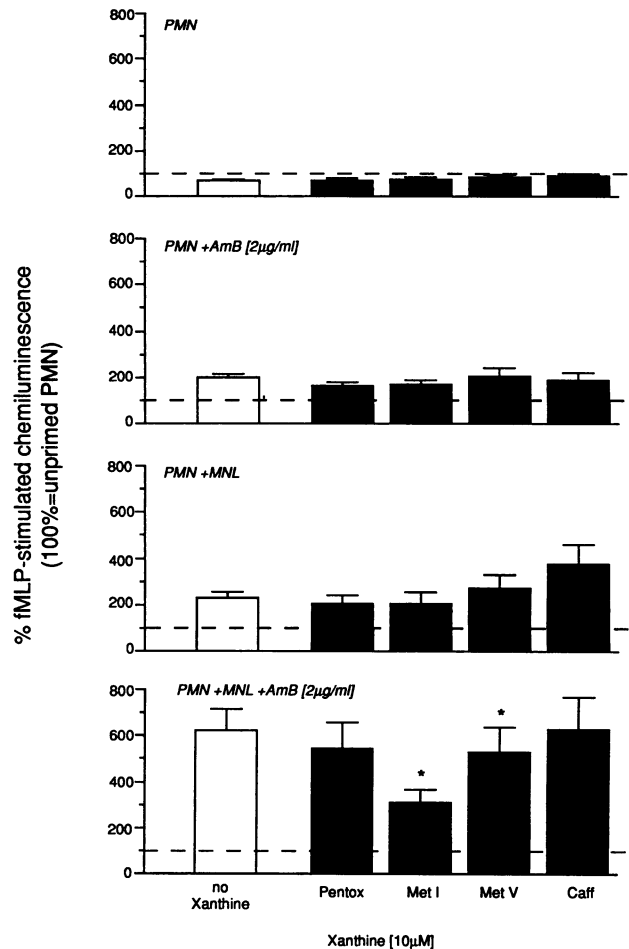 % fMLP-stimulated chemiluminescence
(100%=unprimed PMN)
800
600
400
200
0
PMN
800
600
400
200
0
PMN +AmB [2μg/ml]
800
600
400
200
0
PMN +MNL
800
600
400
200
0
PMN +MNL +AmB [2μg/ml]
*
*
no
Xanthine
Pentox
Met I
Met V
Caff
Xanthine [10μM]